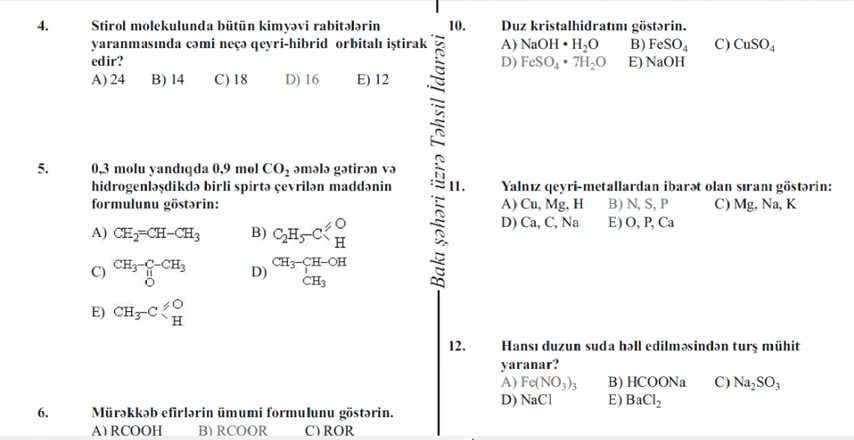 4. Stirol molekulunda bütün kimyəvi rabitələrin
yaranmasında cəmi neçə qeyri-hibrid orbitalı iştirak
edir?
A) 24 B) 14 C) 18 D) 16 E) 12
5. 0,3 molu yandıqda 0,9 mol CO₂ əmələ gətirən və
hidrogenləşdikdə birli spirtə çevrilən maddənin
formulunu göstərin:
A) CH₂=CH–CH₃ B) C₂H₅–C O H
C) CH₃–C–CH₃ O D) CH₃–CH–OH CH₃
E) CH₃–C O H
6. Mürəkkəb efirlərin ümumi formulunu göstərin.
A) RCOOH B) RCOOR C) ROR
Bakı şəhəri üzrə Təhsil İdarəsi
10. Duz kristalhidratını göstərin.
A) NaOH • H₂O B) FeSO₄ C) CuSO₄
D) FeSO₄ • 7H₂O E) NaOH
11. Yalnız qeyri-metallardan ibarət olan sıranı göstərin:
A) Cu, Mg, H B) N, S, P C) Mg, Na, K
D) Ca, C, Na E) O, P, Ca
12. Hansı duzun suda həll edilməsindən turş mühit
yaranar?
A) Fe(NO₃)₃ B) HCOONa C) Na₂SO₃
D) NaCl E) BaCl₂